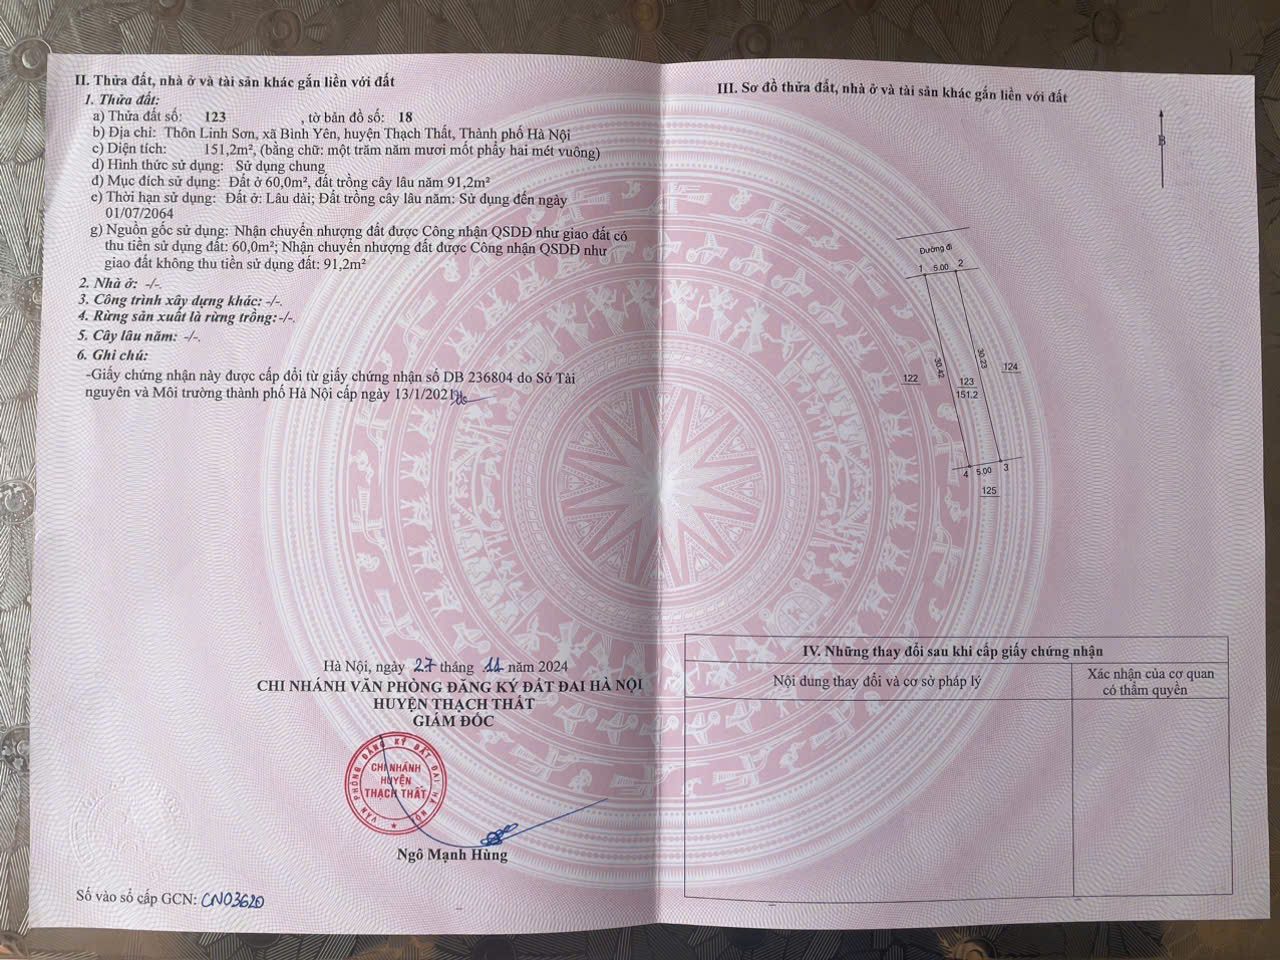 II. Thửa đất, nhà ở và tài sản khác gắn liền với đất
1. Thửa đất:
a) Thửa đất số: 123 , tờ bản đồ số: 18
b) Địa chỉ: Thôn Linh Sơn, xã Bình Yên, huyện Thạch Thất, Thành phố Hà Nội
c) Diện tích: 151,2m², (bằng chữ: một trăm năm mươi mốt phẩy hai mét vuông)
d) Hình thức sử dụng: Sử dụng chung
đ) Mục đích sử dụng: Đất ở 60,0m², đất trồng cây lâu năm 91,2m²
e) Thời hạn sử dụng: Đất ở: Lâu dài; Đất trồng cây lâu năm: Sử dụng đến ngày
01/07/2064
g) Nguồn gốc sử dụng: Nhận chuyển nhượng đất được Công nhận QSDĐ như giao đất có
thu tiền sử dụng đất: 60,0m²; Nhận chuyển nhượng đất được Công nhận QSDĐ như
giao đất không thu tiền sử dụng đất: 91,2m²
2. Nhà ở: -/-.
3. Công trình xây dựng khác: -/-.
4. Rừng sản xuất là rừng trồng: -/-.
5. Cây lâu năm: -/-.
6. Ghi chú:
-Giấy chứng nhận này được cấp đổi từ giấy chứng nhận số DB 236804 do Sở Tài
nguyên và Môi trường thành phố Hà Nội cấp ngày 13/1/2021
Hà Nội, ngày 27 tháng 11 năm 2024
CHI NHÁNH VĂN PHÒNG ĐĂNG KÝ ĐẤT ĐAI HÀ NỘI
HUYỆN THẠCH THẤT
GIÁM ĐỐC
VĂN PHÒNG ĐĂNG KÝ ĐẤT ĐAI HÀ NỘI
CHI NHÁNH
HUYỆN
THẠCH THẤT
Ngô Mạnh Hùng
Số vào sổ cấp GCN: CN03620
III. Sơ đồ thửa đất, nhà ở và tài sản khác gắn liền với đất
B
Đường đi
1 5.00 2
30.42
30.23
122
123
151.2
124
4 5.00 3
125
IV. Những thay đổi sau khi cấp giấy chứng nhận
Nội dung thay đổi và cơ sở pháp lý
Xác nhận của cơ quan
có thẩm quyền